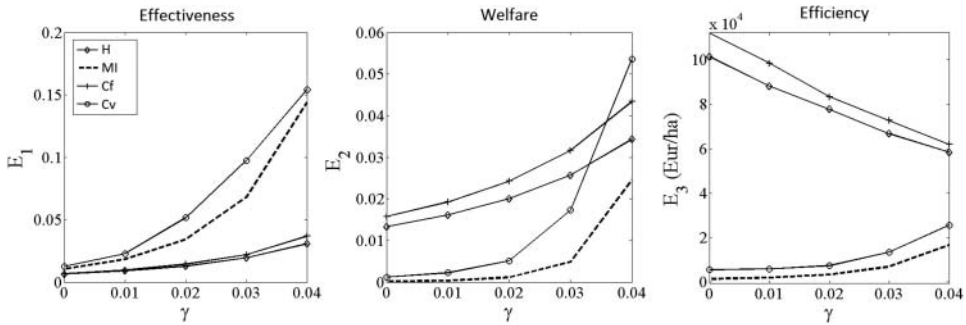 Effectiveness
0.2
0.15
0.1
0.05
0
E1
H
MI
Cf
Cv
0 0.01 0.02 0.03 0.04
γ
Welfare
0.06
0.05
0.04
0.03
0.02
0.01
0
E2
0 0.01 0.02 0.03 0.04
γ
Efficiency
x 10^4
10
8
6
4
2
0
E3 (Eur/ha)
0 0.01 0.02 0.03 0.04
γ